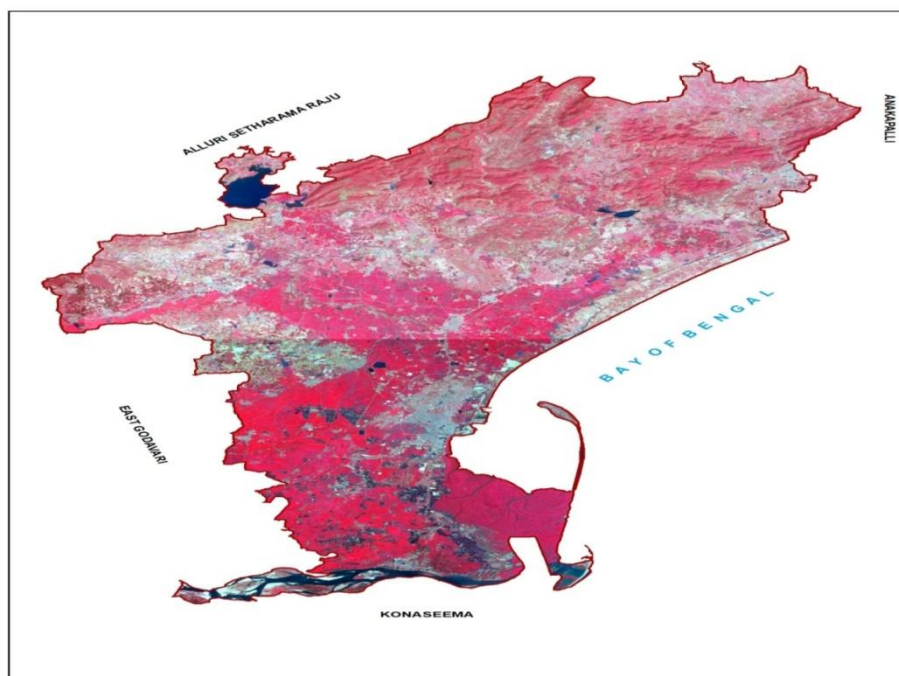 ALLURI SETHARAMA RAJU
ANAKAPALLI
BAY OF BENGAL
EAST GODAVARI
KONASEEMA